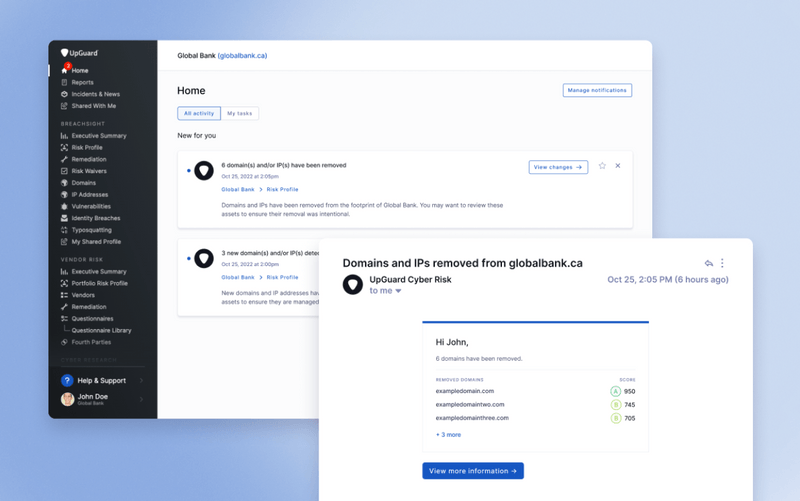 UpGuard
Global Bank (globalbank.ca)
2
Home
Reports
Incidents & News
Shared With Me
BREACHSIGHT
Executive Summary
Risk Profile
Remediation
Risk Waivers
Domains
IP Addresses
Vulnerabilities
Identity Breaches
Typosquatting
My Shared Profile
VENDOR RISK
Executive Summary
Portfolio Risk Profile
Vendors
Remediation
Questionnaires
Questionnaire Library
Fourth Parties
CYBER RESEARCH
? Help & Support
John Doe
Global Bank
Home
Manage notifications
All activity My tasks
New for you
6 domain(s) and/or IP(s) have been removed
Oct 25, 2022 at 2:05pm
View changes →
Global Bank > Risk Profile
Domains and IPs have been removed from the footprint of Global Bank. You may want to review these
assets to ensure their removal was intentional.
3 new domain(s) and/or IP(s) dete
Oct 25, 2022 at 2:00pm
Global Bank > Risk Profile
New domains and IP addresses hav
assets to ensure they are managed
Domains and IPs removed from globalbank.ca
UpGuard Cyber Risk
Oct 25, 2:05 PM (6 hours ago)
to me
Hi John,
6 domains have been removed.
REMOVED DOMAINS SCORE
exampledomain.com A 950
exampledomaintwo.com B 745
exampledomainthree.com B 705
+ 3 more
View more information →